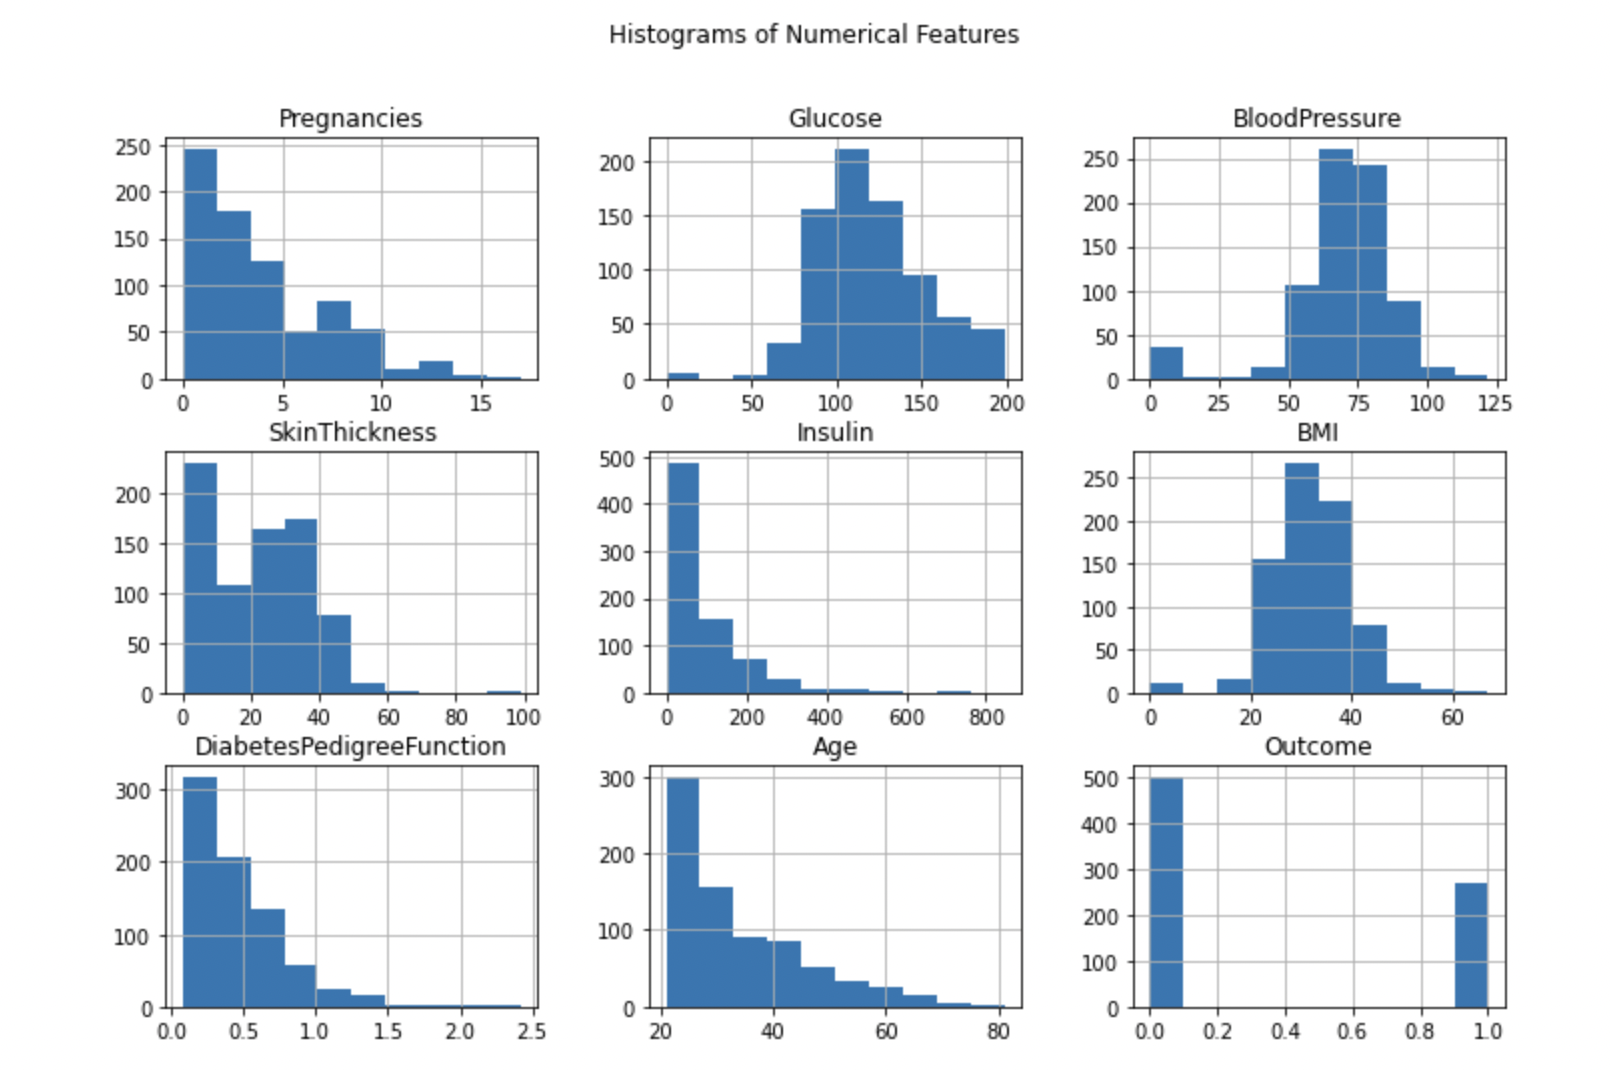 Histograms of Numerical Features
Pregnancies
250
200
150
100
50
0
0 5 10 15
Glucose
200
150
100
50
0
0 50 100 150 200
BloodPressure
250
200
150
100
50
0
0 25 50 75 100 125
SkinThickness
200
150
100
50
0
0 20 40 60 80 100
Insulin
500
400
300
200
100
0
0 200 400 600 800
BMI
250
200
150
100
50
0
0 20 40 60
DiabetesPedigreeFunction
300
200
100
0
0.0 0.5 1.0 1.5 2.0 2.5
Age
300
200
100
0
20 40 60 80
Outcome
500
400
300
200
100
0
0.0 0.2 0.4 0.6 0.8 1.0